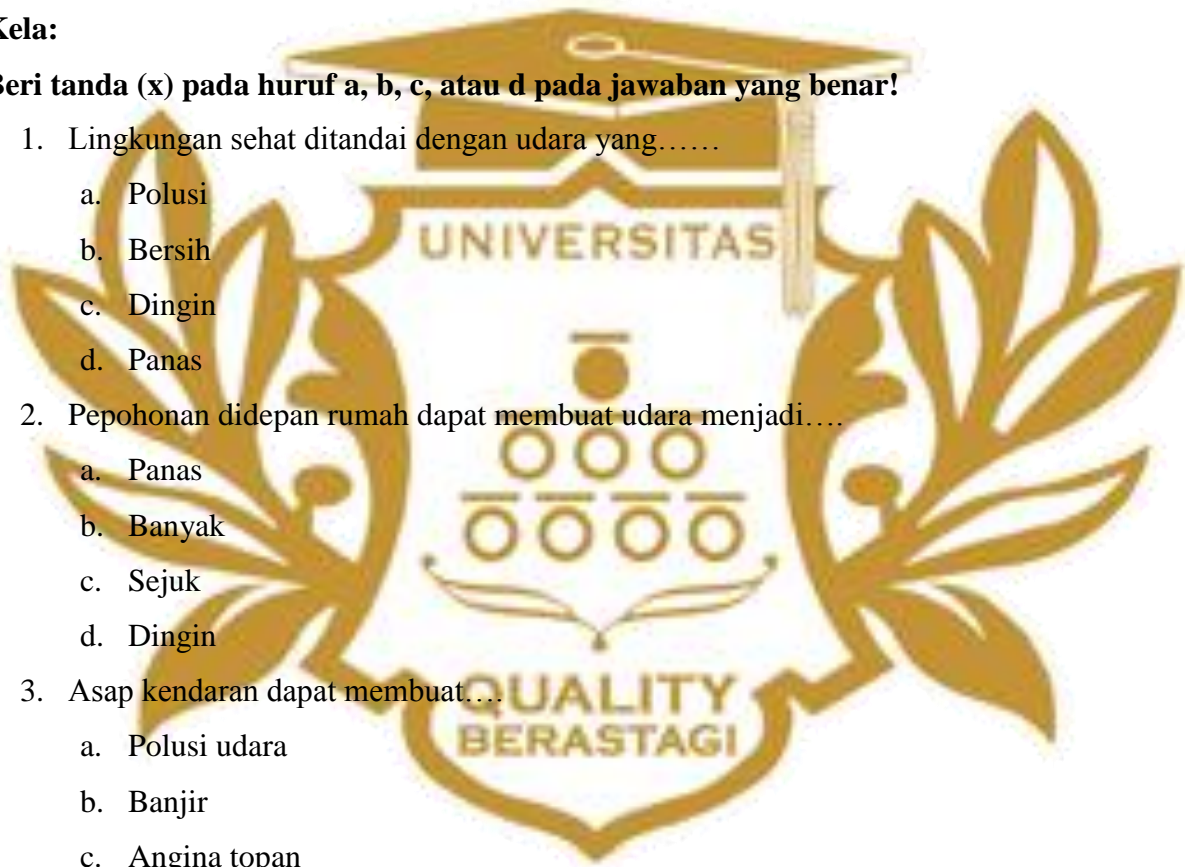 Kela:
Beri tanda (x) pada huruf a, b, c, atau d pada jawaban yang benar!
1. Lingkungan sehat ditandai dengan udara yang……
a. Polusi
b. Bersih
c. Dingin
d. Panas
2. Pepohonan didepan rumah dapat membuat udara menjadi….
a. Panas
b. Banyak
c. Sejuk
d. Dingin
3. Asap kendaran dapat membuat….
a. Polusi udara
b. Banjir
c. Angina topan
UNIVERSITAS
QUALITY
BERASTAGI